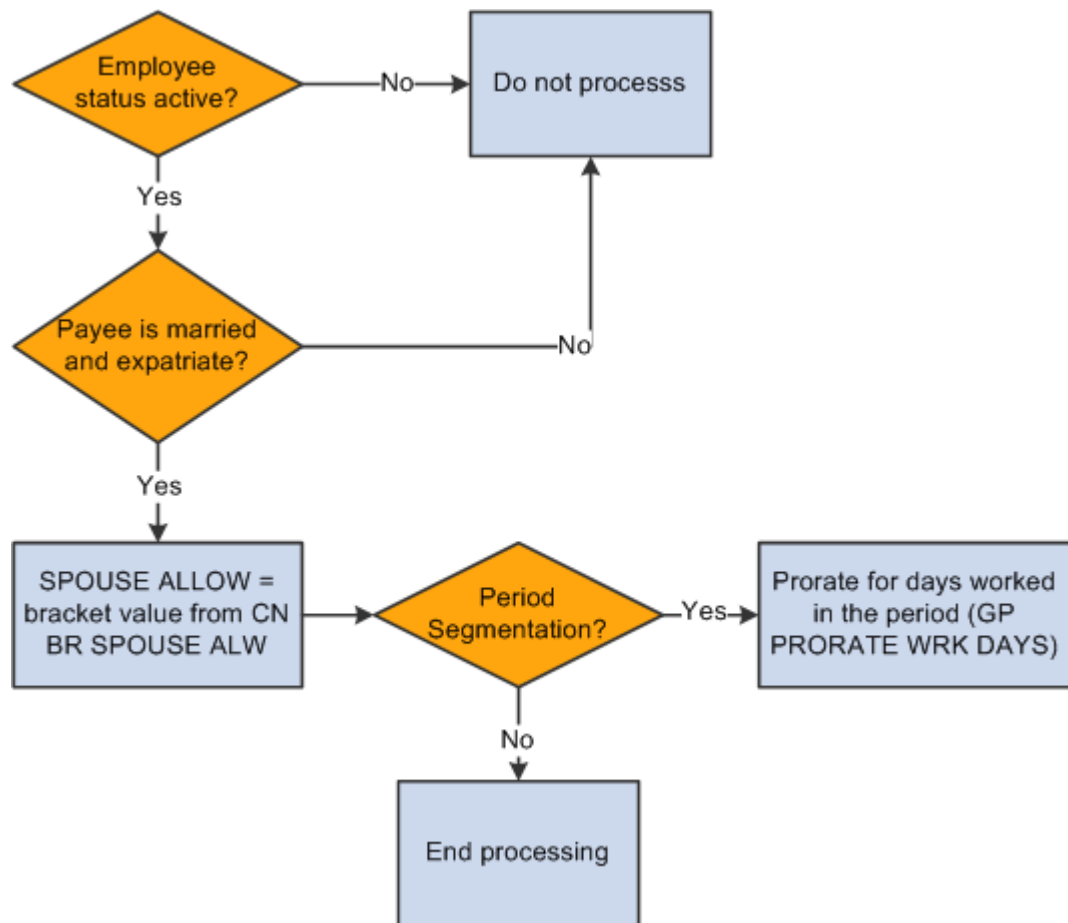 Employee
status active?
No
Do not processs
Yes
Payee is married
and expatriate?
No
Yes
SPOUSE ALLOW =
bracket value from CN
BR SPOUSE ALW
Period
Segmentation?
Yes
Prorate for days worked
in the period (GP
PRORATE WRK DAYS)
No
End processing